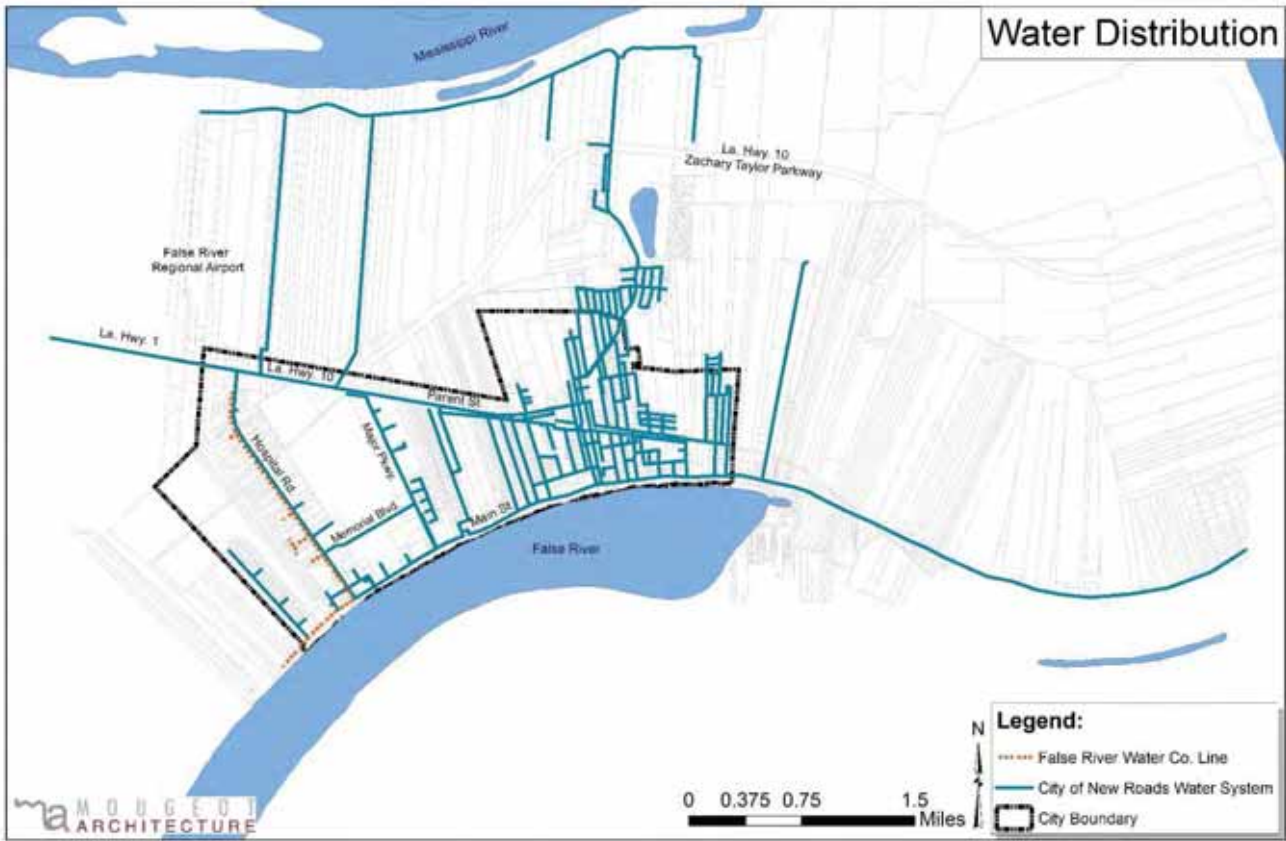 Water Distribution
Mississippi River
La. Hwy. 10
Zachary Taylor Parkway
False River
Regional Airport
La. Hwy. 1
La. Hwy. 10
Parent St.
Hospital Rd.
Major Pkwy.
Memorial Blvd.
Main St.
False River
N
Legend:
False River Water Co. Line
City of New Roads Water System
City Boundary
0 0.375 0.75 1.5
Miles
ma MOUGEOT
ARCHITECTURE